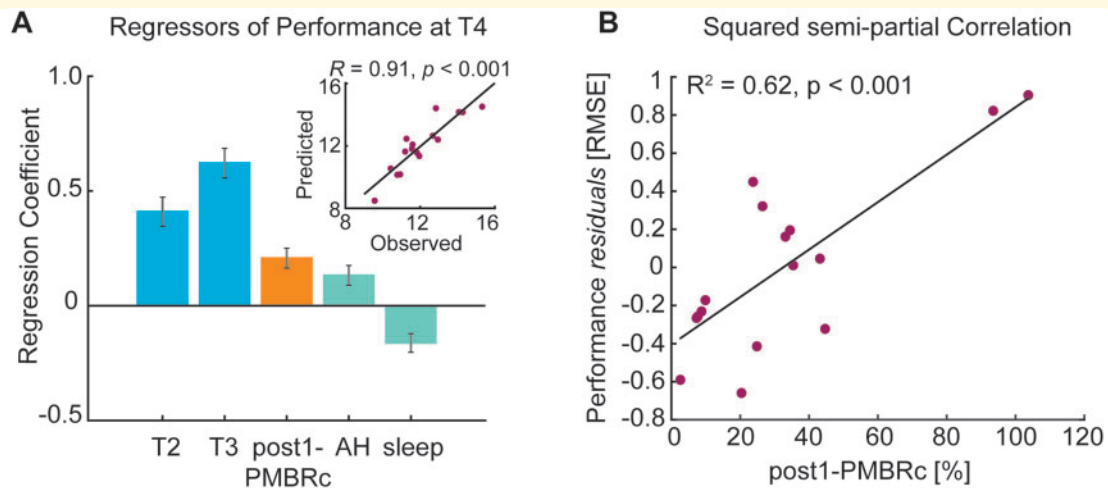 A Regressors of Performance at T4
1.0
0.5
0
-0.5
Regression Coefficient
T2 T3 post1- AH sleep
PMBRc
R = 0.91, p < 0.001
16
12
8
Predicted
8 12 16
Observed
B Squared semi-partial Correlation
R² = 0.62, p < 0.001
1
0.8
0.6
0.4
0.2
0
-0.2
-0.4
-0.6
-0.8
Performance residuals [RMSE]
0 20 40 60 80 100 120
post1-PMBRc [%]